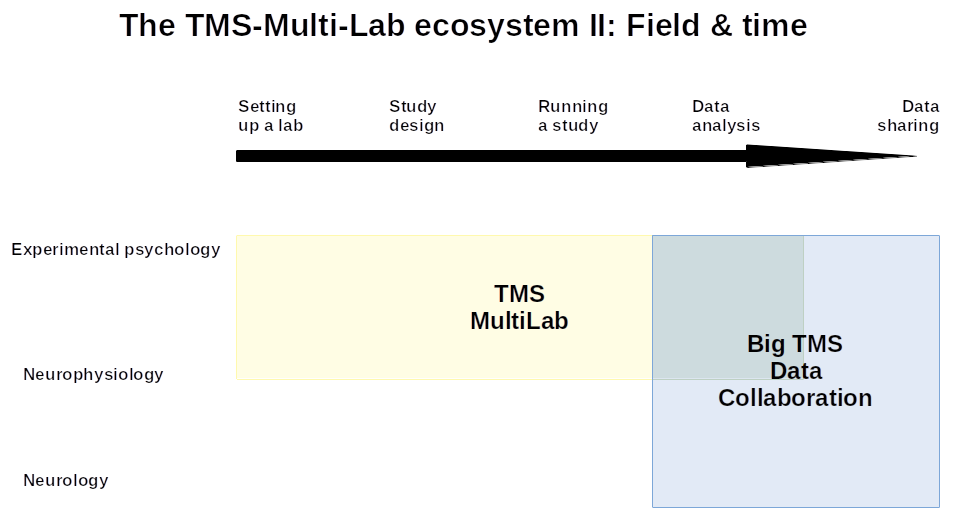 The TMS-Multi-Lab ecosystem II: Field & time
Setting
up a lab
Study
design
Running
a study
Data
analysis
Data
sharing
Experimental psychology
TMS
MultiLab
Big TMS
Data
Collaboration
Neurophysiology
Neurology